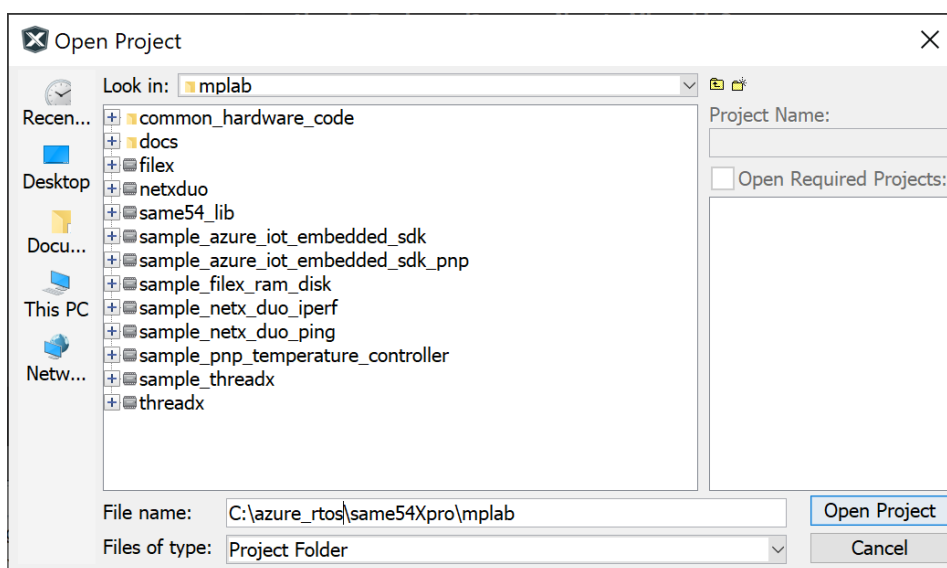 Open Project
Look in: mplab
Recen...
Desktop
Docu...
This PC
Netw...
common_hardware_code
docs
filex
netxduo
same54_lib
sample_azure_iot_embedded_sdk
sample_azure_iot_embedded_sdk_pnp
sample_filex_ram_disk
sample_netx_duo_iperf
sample_netx_duo_ping
sample_pnp_temperature_controller
sample_threadx
threadx
Project Name:
Open Required Projects:
File name: C:\azure_rtos\same54Xpro\mplab
Open Project
Files of type: Project Folder
Cancel